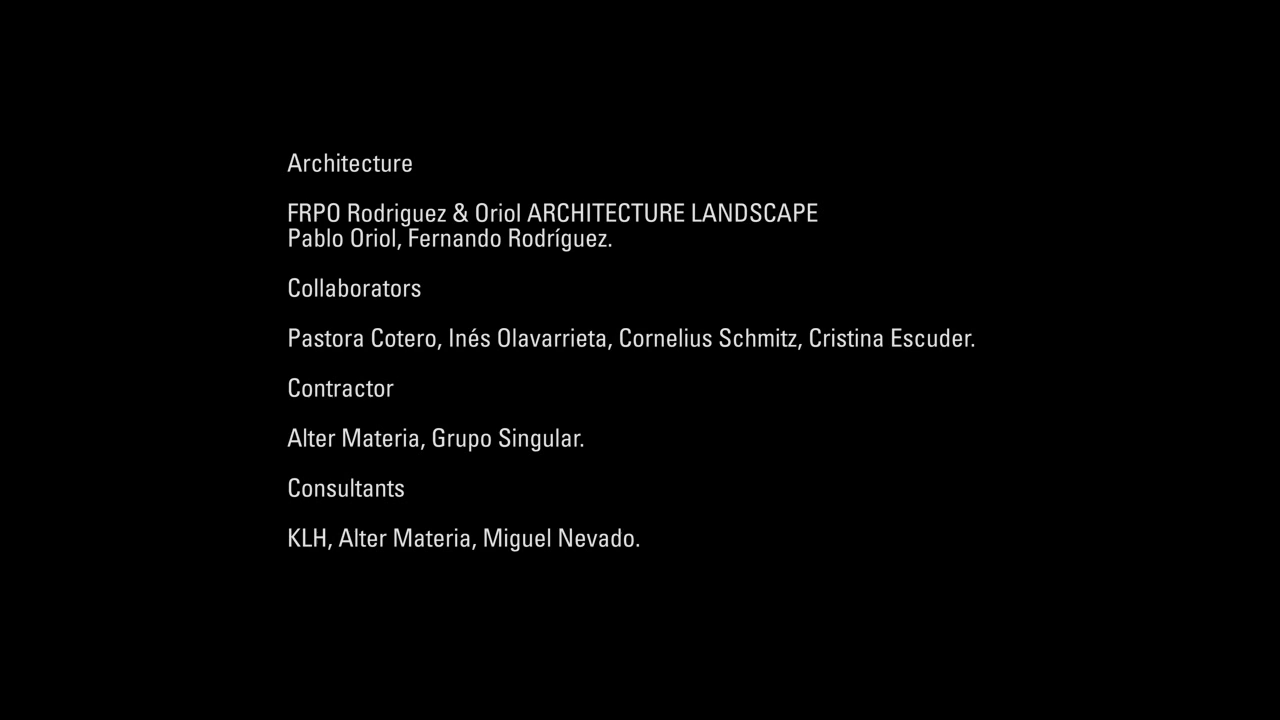 Architecture
FRPO Rodriguez & Oriol ARCHITECTURE LANDSCAPE
Pablo Oriol, Fernando Rodríguez.
Collaborators
Pastora Cotero, Inés Olavarrieta, Cornelius Schmitz, Cristina Escuder.
Contractor
Alter Materia, Grupo Singular.
Consultants
KLH, Alter Materia, Miguel Nevado.